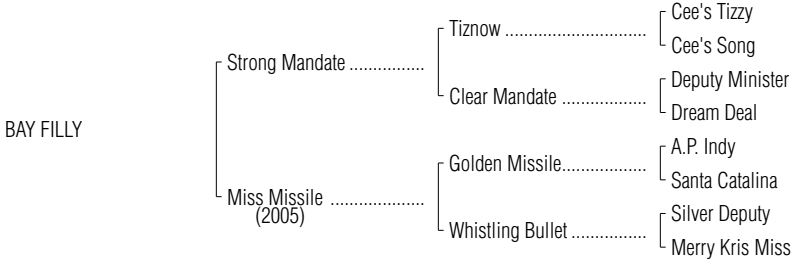 Cee's Tizzy
Tiznow ................................
Cee's Song
Strong Mandate ................
Deputy Minister
Clear Mandate ...................
Dream Deal
BAY FILLY
A.P. Indy
Golden Missile...................
Santa Catalina
Miss Missile ....................
(2005)
Silver Deputy
Whistling Bullet .................
Merry Kris Miss